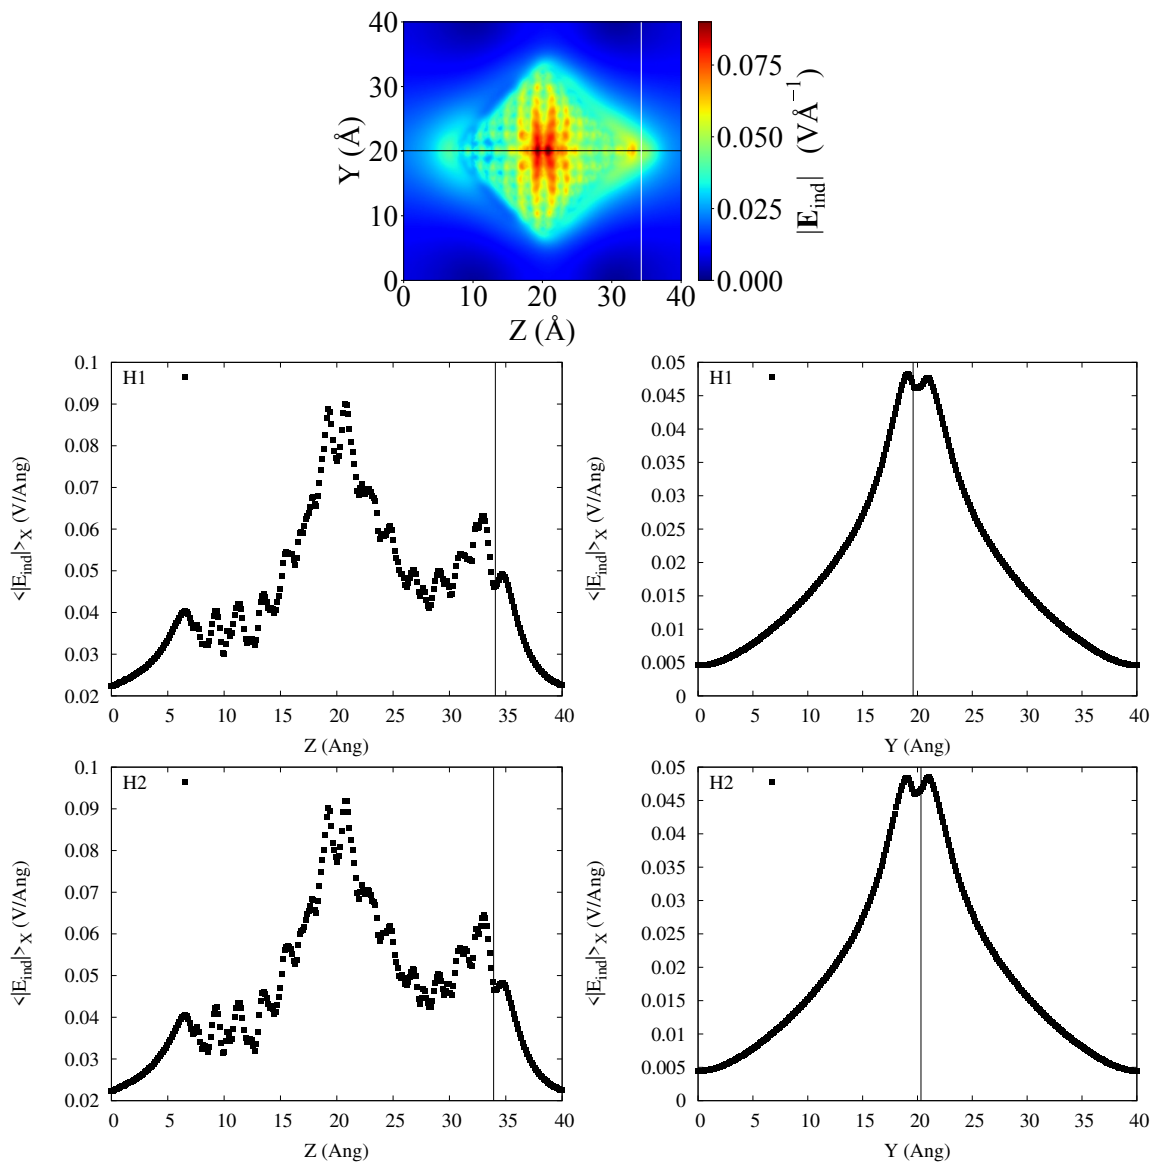 40
30
20
10
0
Y (Å)
0 10 20 30 40
Z (Å)
0.075
0.050
0.025
0.000
|E_ind| (VÅ−1)
H1
0.1
0.09
0.08
0.07
0.06
0.05
0.04
0.03
0.02
<|E_ind|>_X (V/Ang)
0 5 10 15 20 25 30 35 40
Z (Ang)
H1
0.05
0.045
0.04
0.035
0.03
0.025
0.02
0.015
0.01
0.005
0
<|E_ind|>_X (V/Ang)
0 5 10 15 20 25 30 35 40
Y (Ang)
H2
0.1
0.09
0.08
0.07
0.06
0.05
0.04
0.03
0.02
<|E_ind|>_X (V/Ang)
0 5 10 15 20 25 30 35 40
Z (Ang)
H2
0.05
0.045
0.04
0.035
0.03
0.025
0.02
0.015
0.01
0.005
0
<|E_ind|>_X (V/Ang)
0 5 10 15 20 25 30 35 40
Y (Ang)